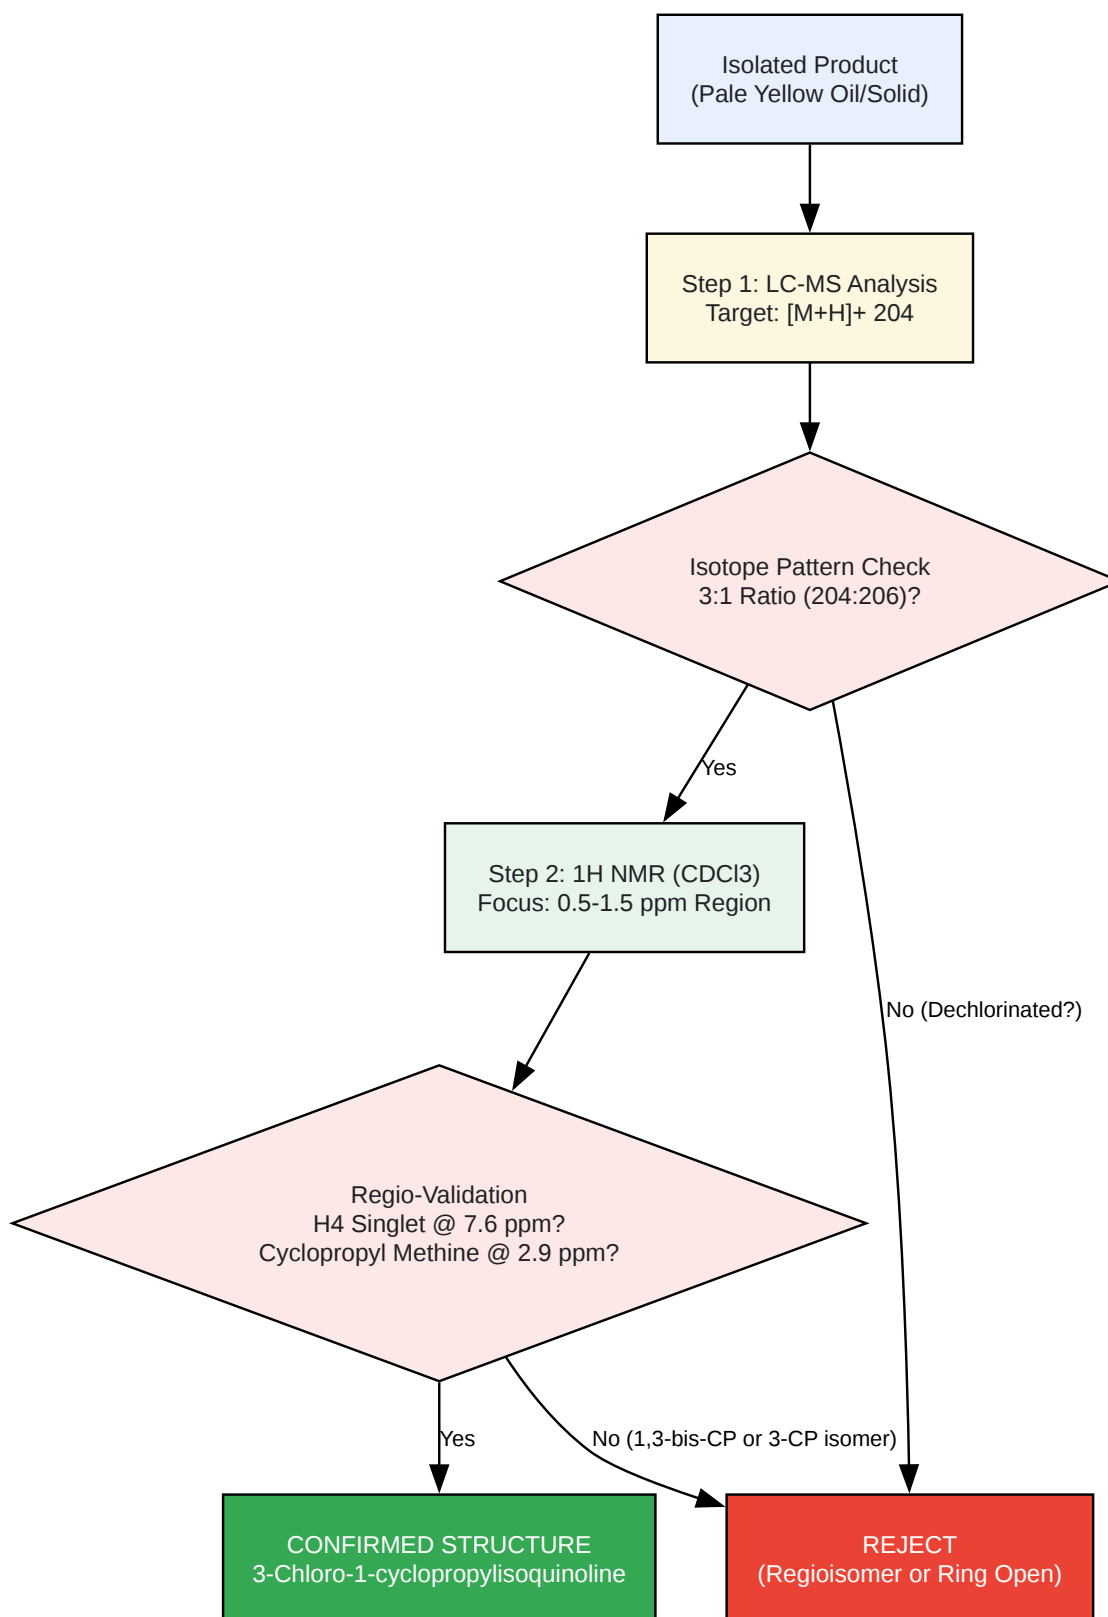 Isolated Product
(Pale Yellow Oil/Solid)
Step 1: LC-MS Analysis
Target: [M+H]+ 204
Isotope Pattern Check
3:1 Ratio (204:206)?
Yes
Step 2: 1H NMR (CDCl3)
Focus: 0.5-1.5 ppm Region
No (Dechlorinated?)
Regio-Validation
H4 Singlet @ 7.6 ppm?
Cyclopropyl Methine @ 2.9 ppm?
Yes
No (1,3-bis-CP or 3-CP isomer)
CONFIRMED STRUCTURE
3-Chloro-1-cyclopropylisoquinoline
REJECT
(Regioisomer or Ring Open)